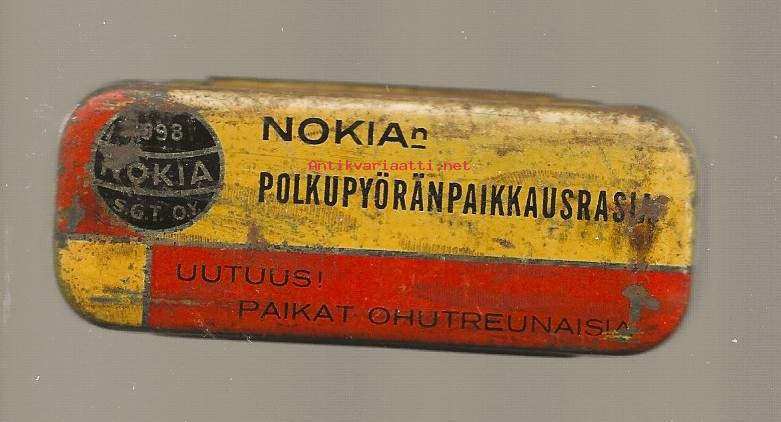 1898
NOKIA
S.G.T. OY
NOKIAn
Antikvariaatti.net
POLKUPYÖRÄNPAIKKAUSRASIA
UUTUUS!
PAIKAT OHUTREUNAISIA